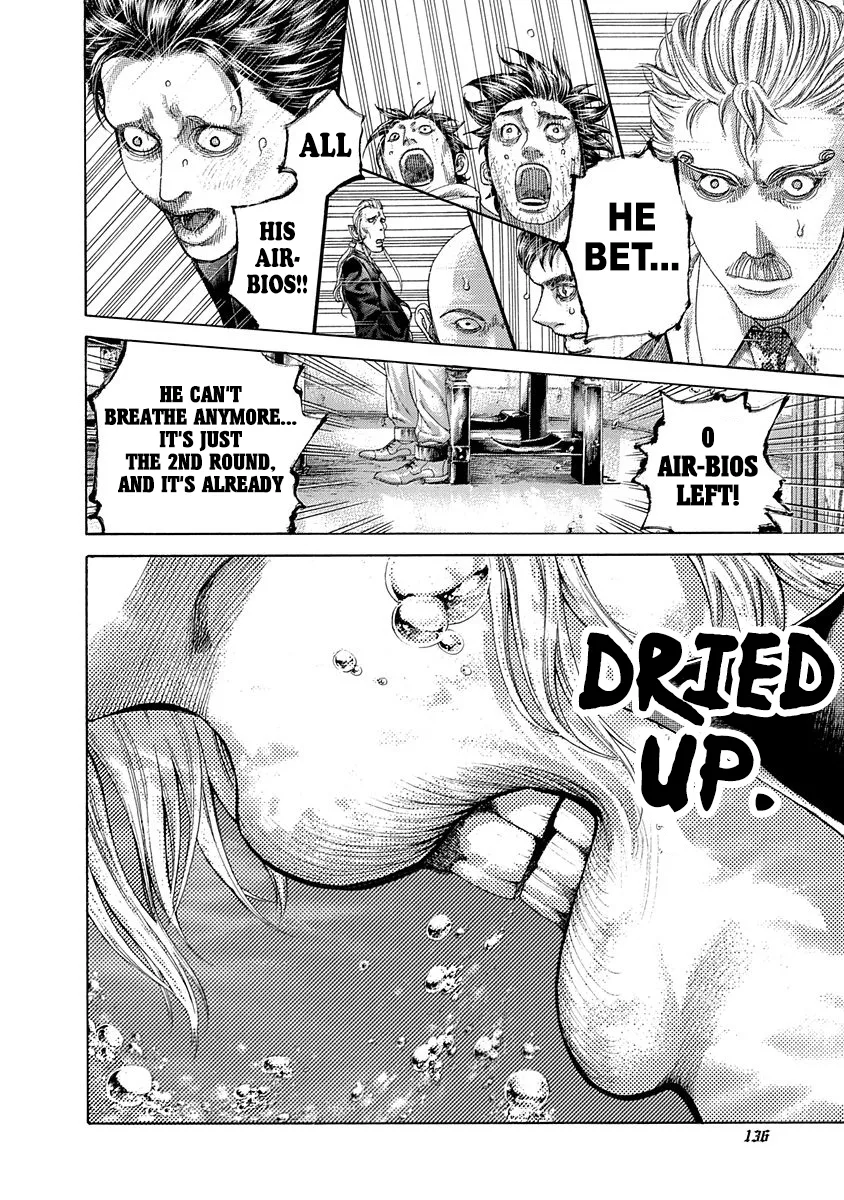 HE
BET...
ALL
HIS
AIR-
BIOS!!
0
AIR-BIOS
LEFT!
HE CAN'T
BREATHE ANYMORE...
IT'S JUST
THE 2ND ROUND,
AND IT'S ALREADY
DRIED
UP.
136